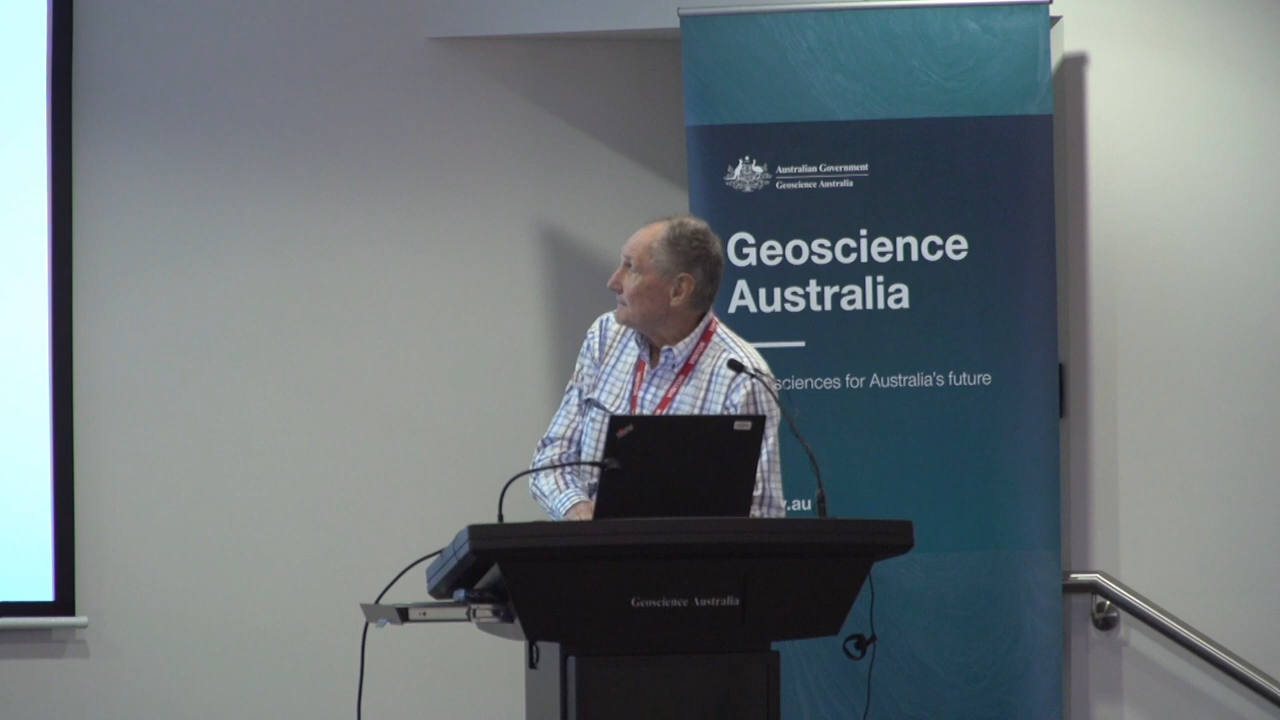 Australian Government
Geoscience Australia
Geoscience
Australia
sciences for Australia's future
.au
Geoscience Australia